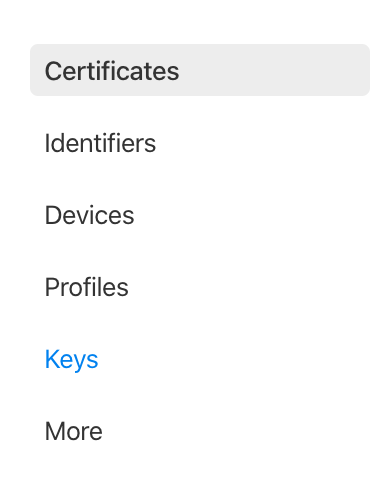 Certificates
Identifiers
Devices
Profiles
Keys
More